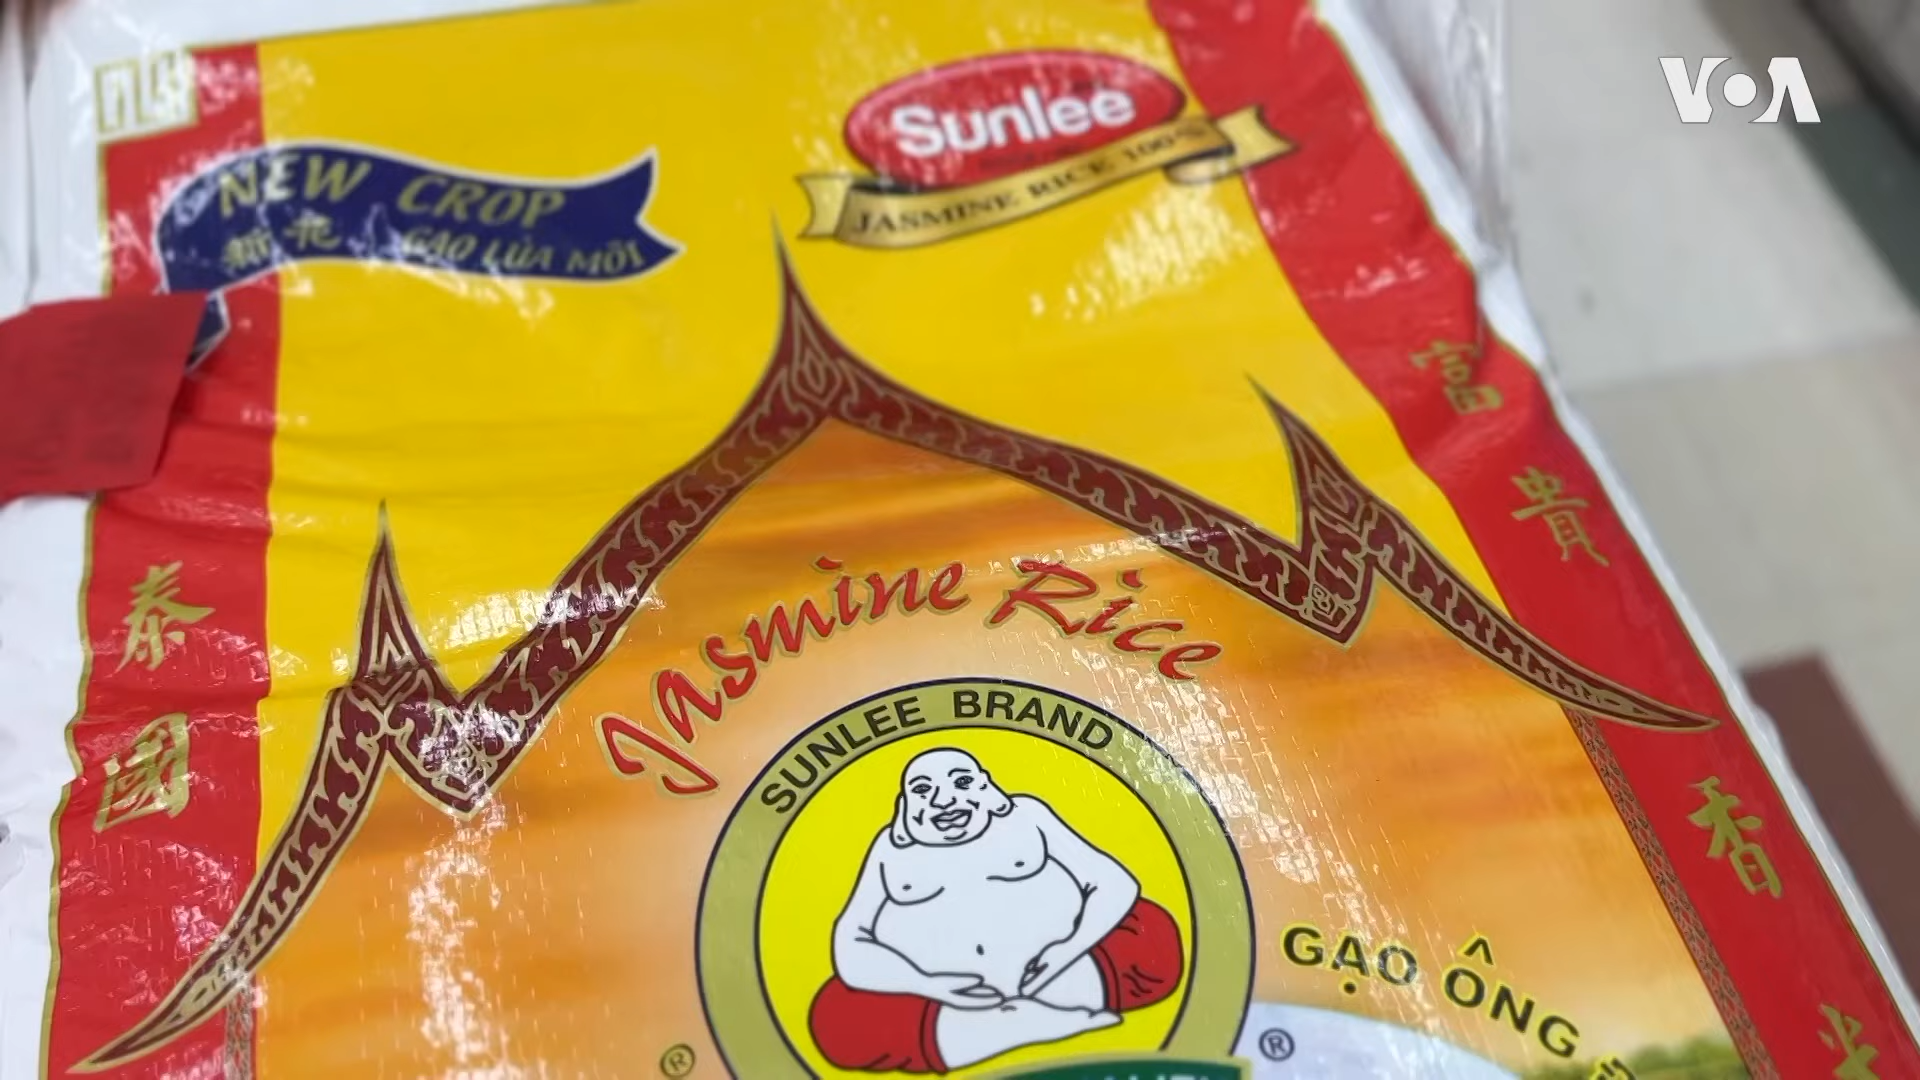 VOA
Sunlee
JASMINE RICE 100%
NEW CROP
新花
GẠO LÚA MỚI
富貴香米
泰國
Jasmine Rice
SUNLEE BRAND
GẠO ÔNG
®
®